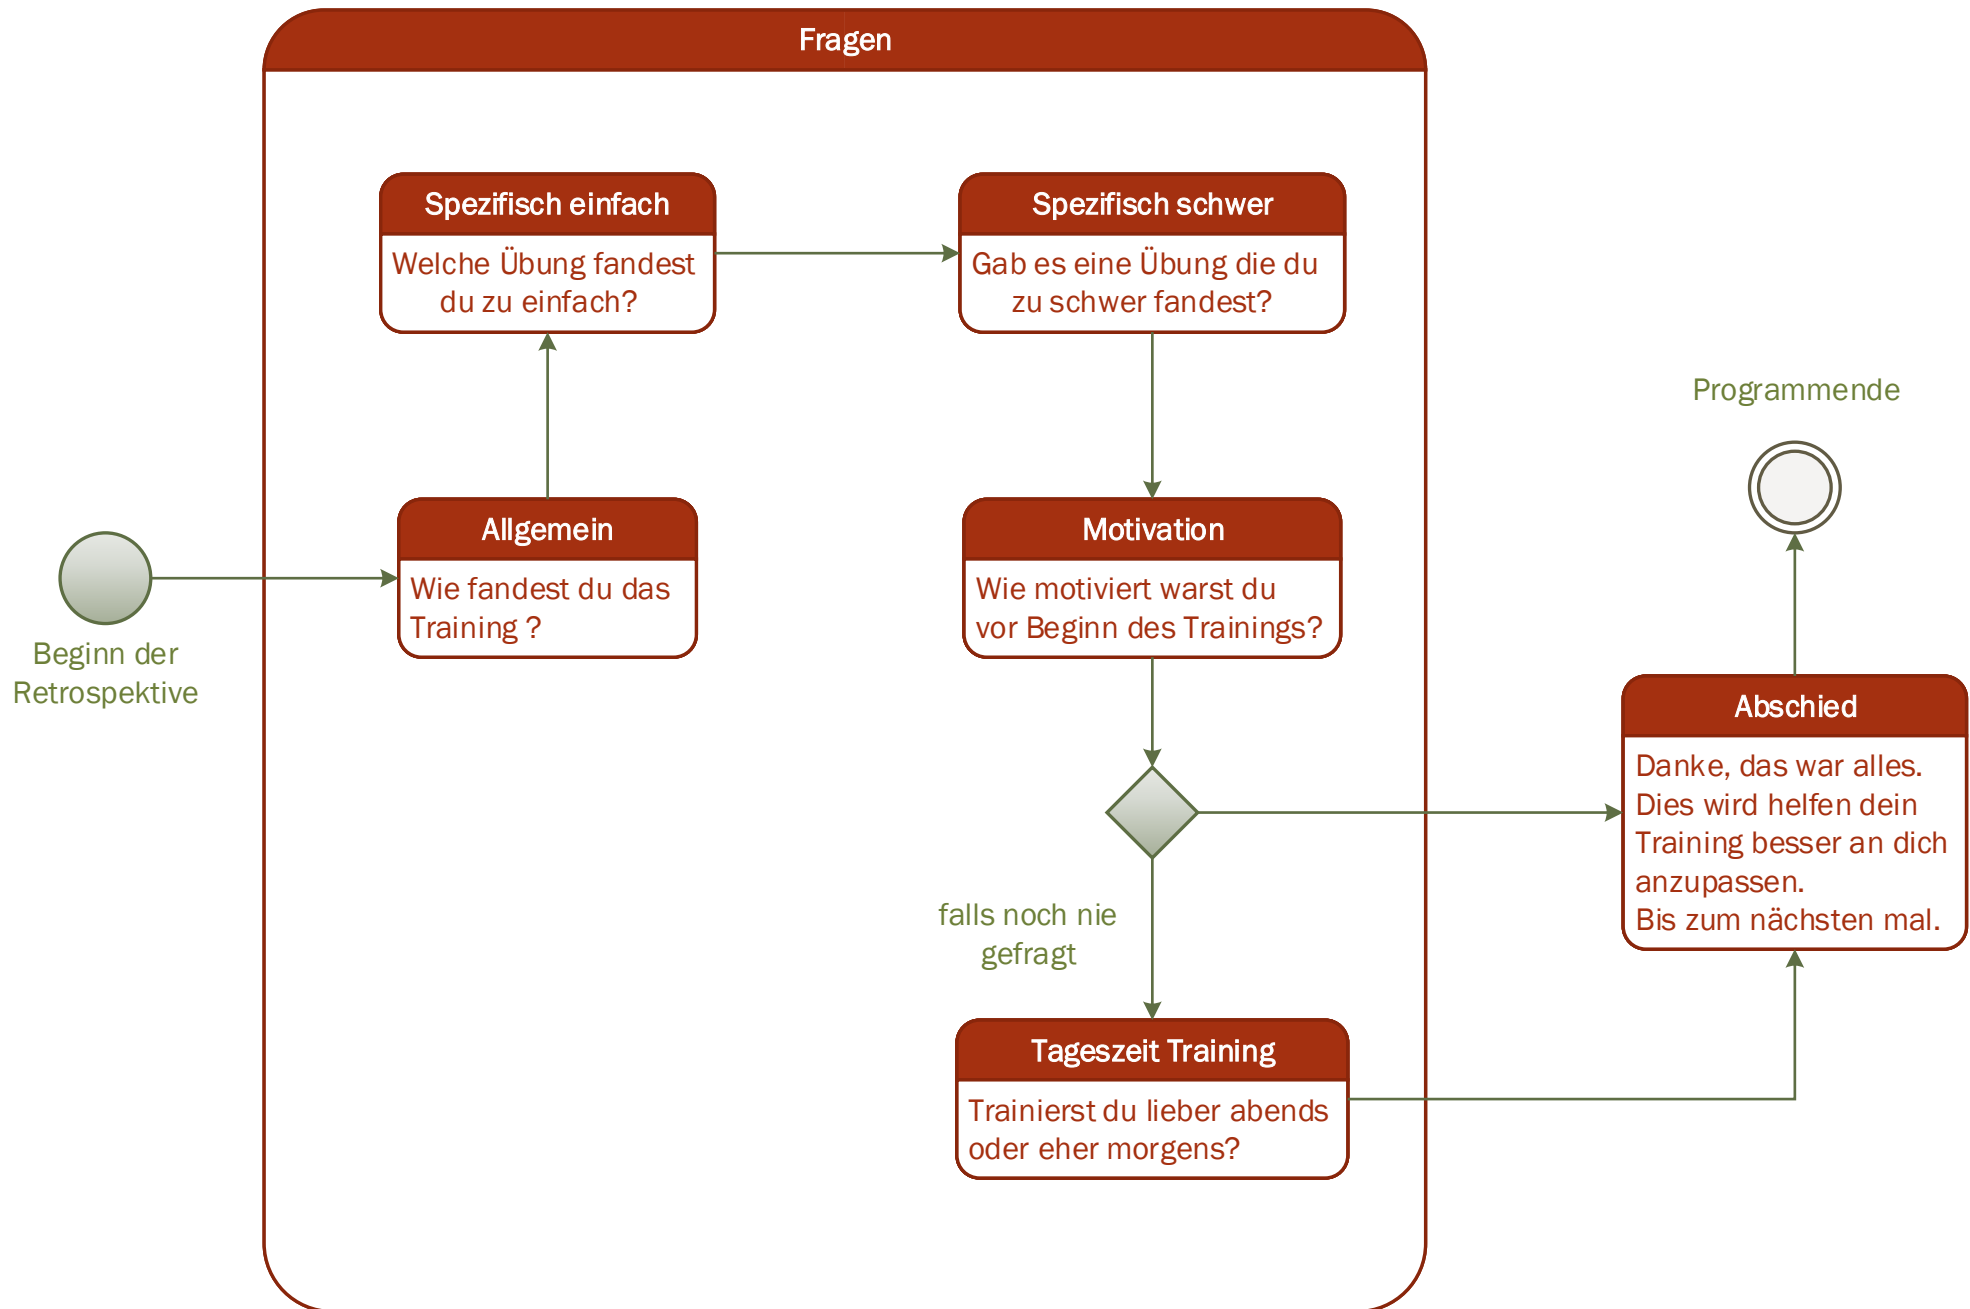 Fragen
Spezifisch einfach
Welche Übung fandest
du zu einfach?
Spezifisch schwer
Gab es eine Übung die du
zu schwer fandest?
Programmende
Allgemein
Wie fandest du das
Training ?
Motivation
Wie motiviert warst du
vor Beginn des Trainings?
Beginn der
Retrospektive
Abschied
Danke, das war alles.
Dies wird helfen dein
Training besser an dich
anzupassen.
Bis zum nächsten mal.
falls noch nie
gefragt
Tageszeit Training
Trainierst du lieber abends
oder eher morgens?